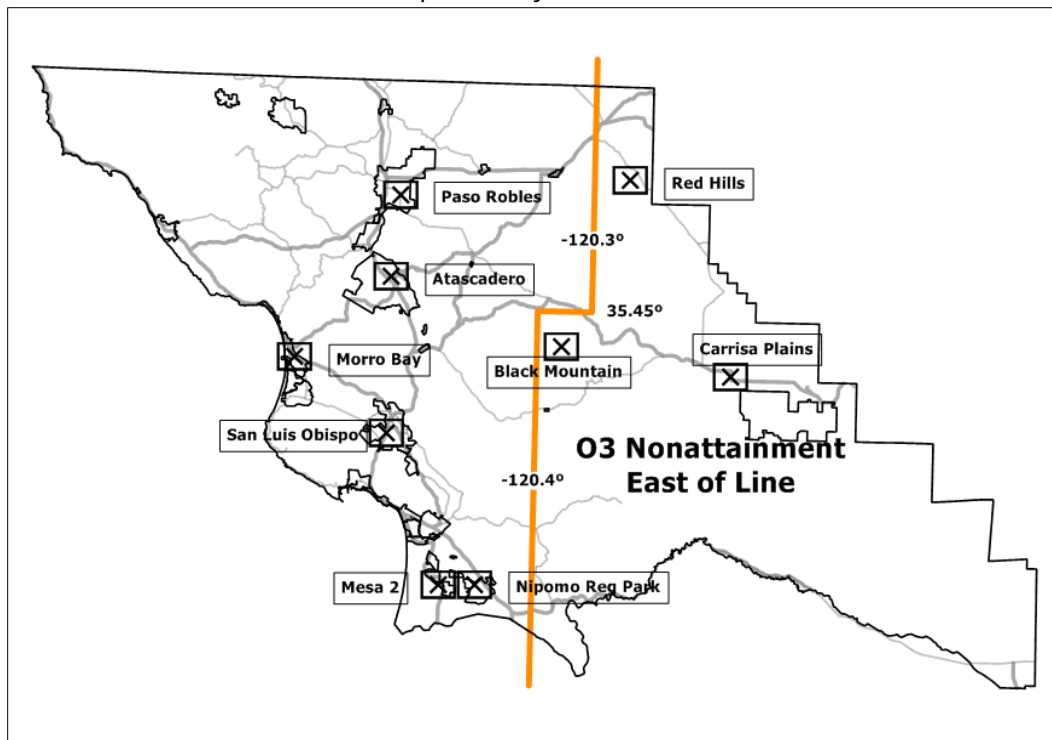 Paso Robles
Red Hills
-120.3º
Atascadero
35.45º
Morro Bay
Black Mountain
Carrisa Plains
San Luis Obispo
O3 Nonattainment
East of Line
-120.4º
Mesa 2
Nipomo Reg Park